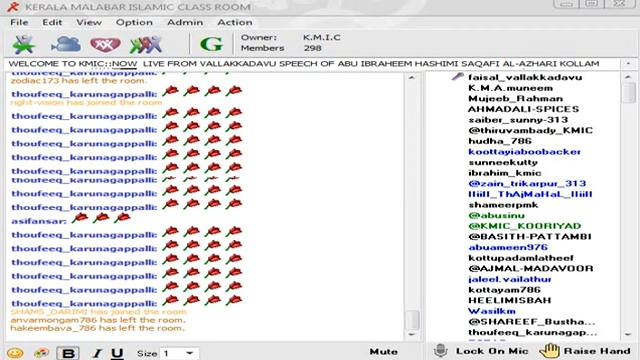 KERALA MALABAR ISLAMIC CLASS ROOM
File Edit View Option Admin Action
G
Owner: K.M.I.C
Members 298
WELCOME TO KMIC::NOW LIVE FROM VALLAKKADAVU SPEECH OF ABU IBRAHEEM HASHIMI SAQAFI AL-AZHARI KOLLAM
thoufeeq_karunagappalli:
zodiac173 has left the room.
thoufeeq_karunagappalli:
right-vision has joined the room
thoufeeq_karunagappalli:
thoufeeq_karunagappalli:
thoufeeq_karunagappalli:
thoufeeq_karunagappalli:
thoufeeq_karunagappalli:
thoufeeq_karunagappalli:
thoufeeq_karunagappalli:
thoufeeq_karunagappalli:
asifansar:
thoufeeq_karunagappalli:
thoufeeq_karunagappalli:
thoufeeq_karunagappalli:
thoufeeq_karunagappalli:
thoufeeq_karunagappalli:
thoufeeq_karunagappalli:
SHAMS_DARIMI has joined the room
anvarmongam786 has left the room.
hakeembava_786 has left the room.
faisal_vallakkadavu
K.M.A.muneem
Mujeeb_Rahman
AHMADALI-SPICES
saiber_sunny-313
@thiruvambady_KMIC
hudha_786
koottayiaboobacker
sunneekutty
ibrahim_kmic
@zain_trikarpur_313
IIiiII_ThAjMaHaL_IIiiII
shameerpmk
@abusinu
@KMIC_KOORIYAD
@BASITH-PATTAMBI
abuameen976
kottupadamlatheef
@AJMAL-MADAVOOR
jaleel.vailathur
kottayam786
HEELIMISBAH
Wasilkm
@SHAREEF_Bustha...
thoufeeq_karunaga...
B I U Size 1 Mute Lock On Mic Raise Hand